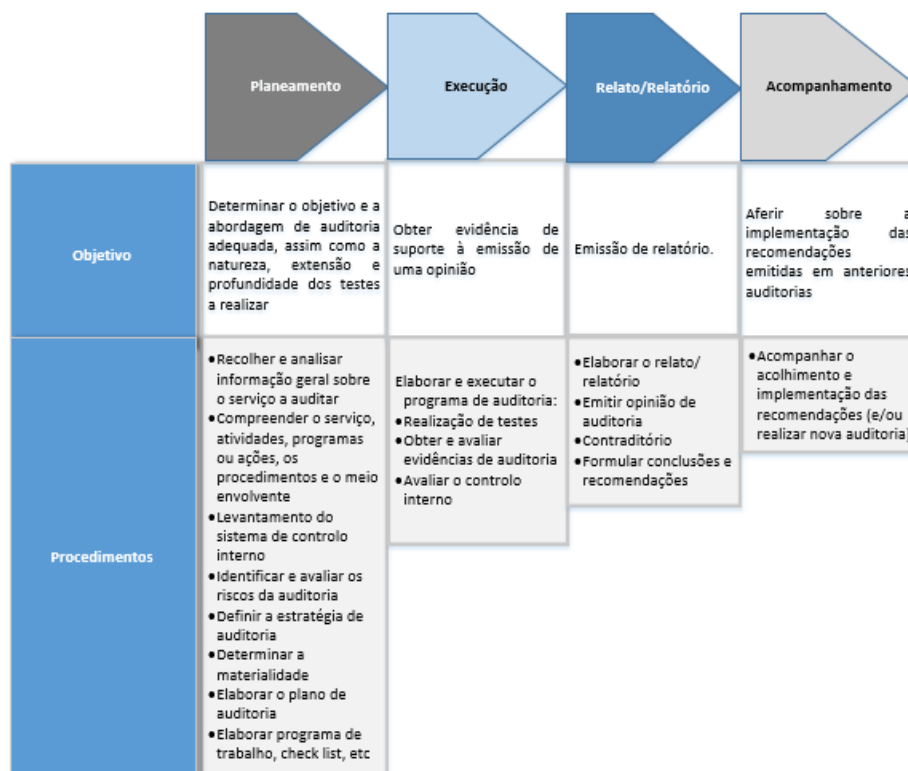 Planeamento
Execução
Relato/Relatório
Acompanhamento
Objetivo
Determinar o objetivo e a
abordagem de auditoria
adequada, assim como a
natureza, extensão e
profundidade dos testes
a realizar
Obter evidência de
suporte à emissão de
uma opinião
Emissão de relatório.
Aferir sobre a
implementação das
recomendações
emitidas em anteriores
auditorias
Procedimentos
•Recolher e analisar
informação geral sobre
o serviço a auditar
•Compreender o serviço,
atividades, programas
ou ações, os
procedimentos e o meio
envolvente
•Levantamento do
sistema de controlo
interno
•Identificar e avaliar os
riscos da auditoria
•Definir a estratégia de
auditoria
•Determinar a
materialidade
•Elaborar o plano de
auditoria
•Elaborar programa de
trabalho, check list, etc
Elaborar e executar o
programa de auditoria:
•Realização de testes
•Obter e avaliar
evidências de auditoria
•Avaliar o controlo
interno
•Elaborar o relato/
relatório
•Emitir opinião de
auditoria
•Contraditório
•Formular conclusões e
recomendações
•Acompanhar o
acolhimento e
implementação das
recomendações (e/ou
realizar nova auditoria)